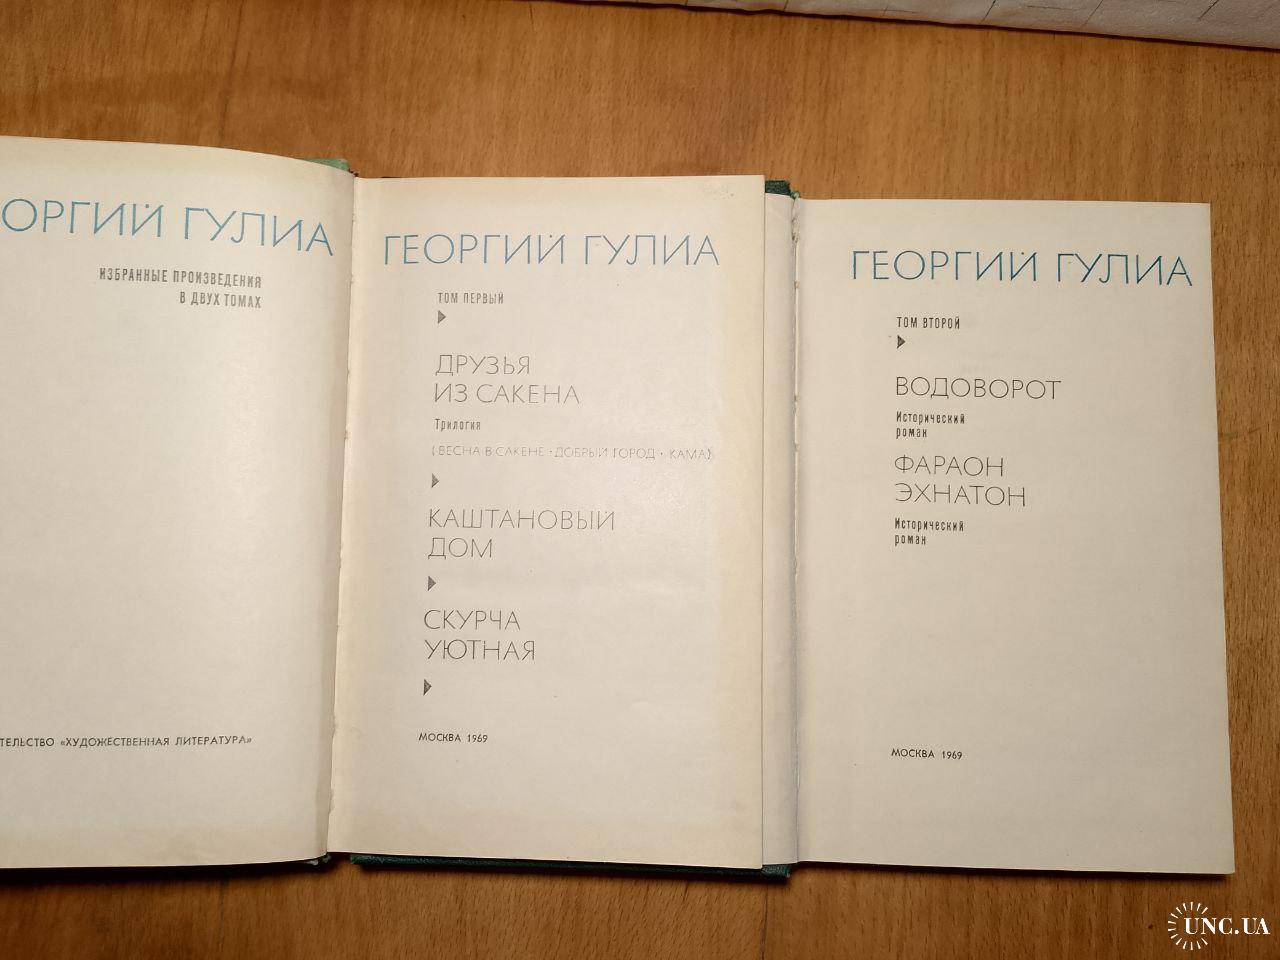 ОРГИЙ ГУЛИА
ИЗБРАННЫЕ ПРОИЗВЕДЕНИЯ
В ДВУХ ТОМАХ
ТЕЛЬСТВО «ХУДОЖЕСТВЕННАЯ ЛИТЕРАТУРА»
ГЕОРГИЙ ГУЛИА
ТОМ ПЕРВЫЙ
ДРУЗЬЯ
ИЗ САКЕНА
Трилогия
(ВЕСНА В САКЕНЕ · ДОБРЫЙ ГОРОД · КАМА)
КАШТАНОВЫЙ
ДОМ
СКУРЧА
УЮТНАЯ
МОСКВА 1969
ГЕОРГИЙ ГУЛИА
ТОМ ВТОРОЙ
ВОДОВОРОТ
Исторический
роман
ФАРАОН
ЭХНАТОН
Исторический
роман
МОСКВА 1969
UNC.UA